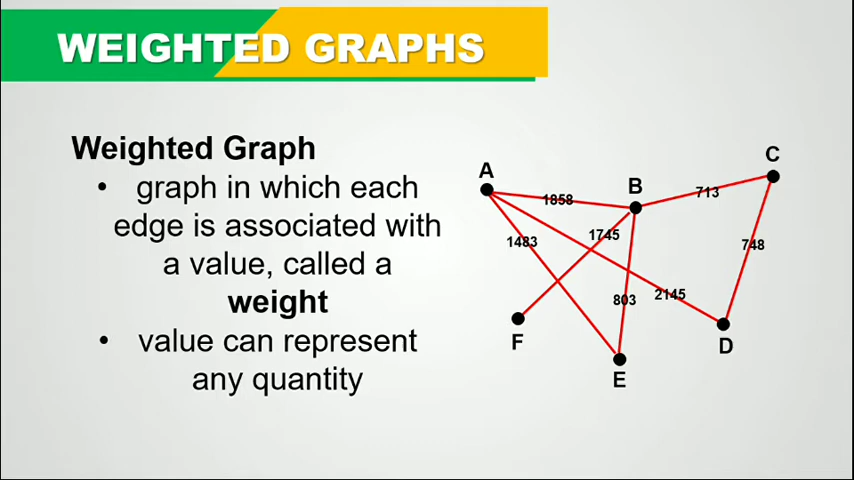 WEIGHTED GRAPHS
Weighted Graph
• graph in which each
edge is associated with
a value, called a
weight
• value can represent
any quantity
A
B
C
1858
713
1483
1745
748
803
2145
F
E
D